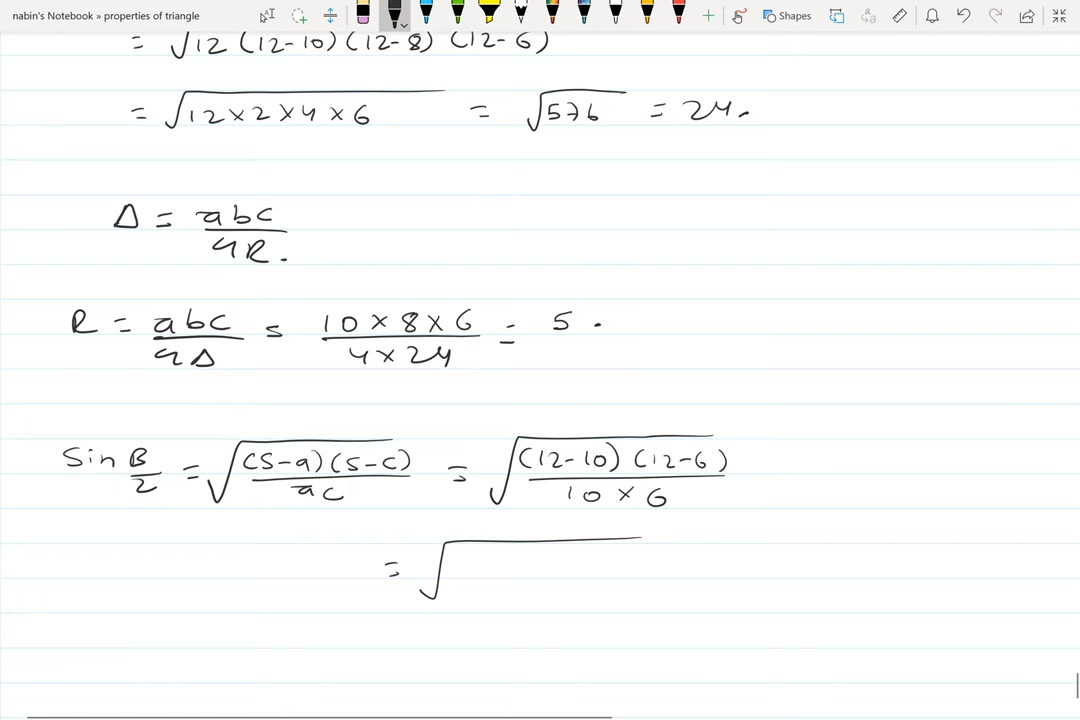 nabin's Notebook » properties of triangle
Shapes
= √12 (12-10) (12-8) (12-6)
= √12×2×4×6 = √576 = 24.
Δ = abc/4R.
R = abc/4Δ = 10×8×6/4×24 = 5.
Sin B/2 = √(s-a)(s-c)/ac = √(12-10)(12-6)/10×6
= √